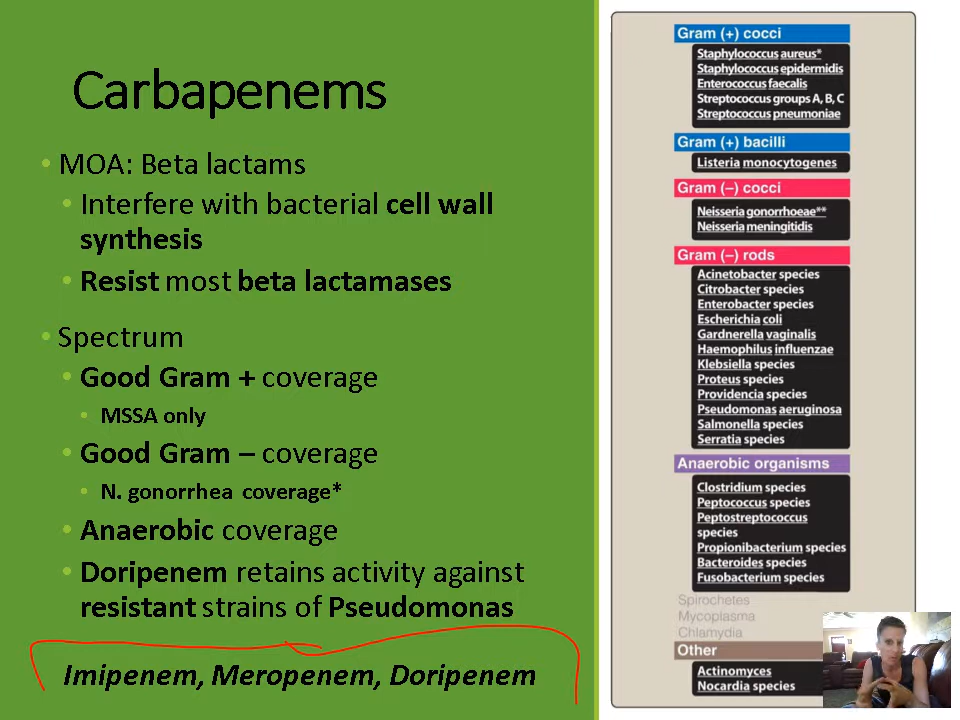 Carbapenems
• MOA: Beta lactams
• Interfere with bacterial cell wall
synthesis
• Resist most beta lactamases
• Spectrum
• Good Gram + coverage
• MSSA only
• Good Gram – coverage
• N. gonorrhea coverage*
• Anaerobic coverage
• Doripenem retains activity against
resistant strains of Pseudomonas
Imipenem, Meropenem, Doripenem
Gram (+) cocci
Staphylococcus aureus*
Staphylococcus epidermidis
Enterococcus faecalis
Streptococcus groups A, B, C
Streptococcus pneumoniae
Gram (+) bacilli
Listeria monocytogenes
Gram (–) cocci
Neisseria gonorrhoeae**
Neisseria meningitidis
Gram (–) rods
Acinetobacter species
Citrobacter species
Enterobacter species
Escherichia coli
Gardnerella vaginalis
Haemophilus influenzae
Klebsiella species
Proteus species
Providencia species
Pseudomonas aeruginosa
Salmonella species
Serratia species
Anaerobic organisms
Clostridium species
Peptococcus species
Peptostreptococcus
species
Propionibacterium species
Bacteroides species
Fusobacterium species
Spirochetes
Mycoplasma
Chlamydia
Other
Actinomyces
Nocardia species